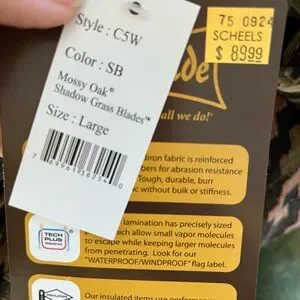 75 0924
SCHEELS
$ 89.99
Style : C5W
Color : SB
Mossy Oak®
Shadow Grass Blades™
Size : Large
all we do!®
fabric is reinforced
bers for abrasion resistance
Tough, durable, burr
without bulk or stiffness.
TECH
PLUS
lamination has precisely sized
which allow small vapor molecules
to escape while keeping larger molecules
from penetrating. Look for our
"WATERPROOF/WINDPROOF" flag label.
Our insulated items use performance